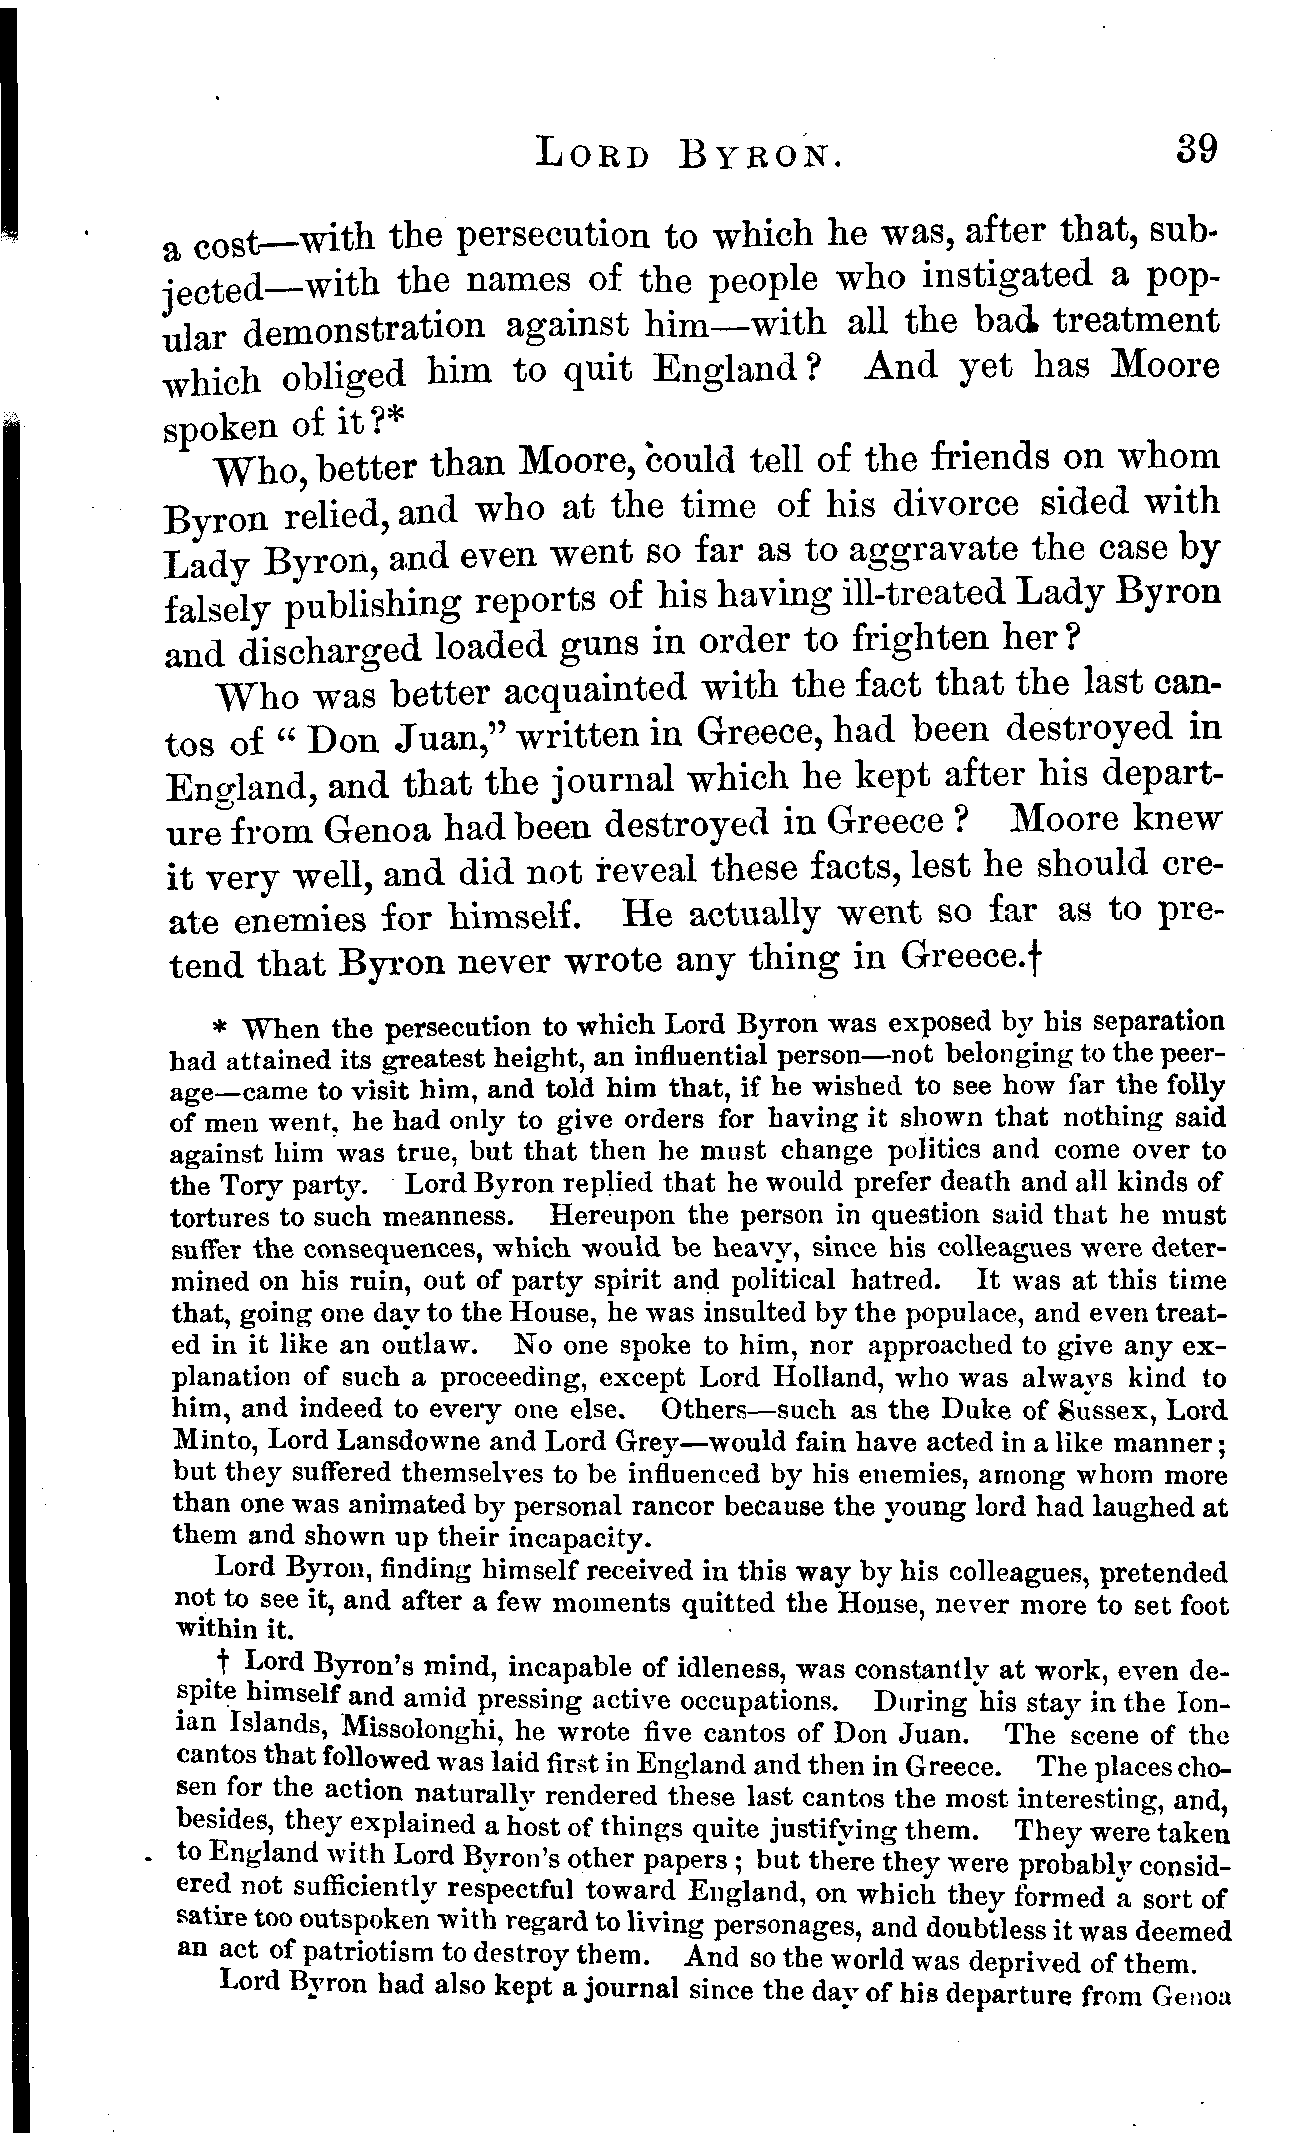 LORD BYRON. 39
a cost—with the persecution to which he was, after that, sub-
jected—with the names of the people who instigated a pop-
ular demonstration against him—with all the bad treatment
which obliged him to quit England? And yet has Moore
spoken of it?*
Who, better than Moore, could tell of the friends on whom
Byron relied, and who at the time of his divorce sided with
Lady Byron, and even went so far as to aggravate the case by
falsely publishing reports of his having ill-treated Lady Byron
and discharged loaded guns in order to frighten her?
Who was better acquainted with the fact that the last can-
tos of “Don Juan,” written in Greece, had been destroyed in
England, and that the journal which he kept after his depart-
ure from Genoa had been destroyed in Greece? Moore knew
it very well, and did not reveal these facts, lest he should cre-
ate enemies for himself. He actually went so far as to pre-
tend that Byron never wrote any thing in Greece.†
* When the persecution to which Lord Byron was exposed by his separation
had attained its greatest height, an influential person—not belonging to the peer-
age—came to visit him, and told him that, if he wished to see how far the folly
of men went, he had only to give orders for having it shown that nothing said
against him was true, but that then he must change politics and come over to
the Tory party. Lord Byron replied that he would prefer death and all kinds of
tortures to such meanness. Hereupon the person in question said that he must
suffer the consequences, which would be heavy, since his colleagues were deter-
mined on his ruin, out of party spirit and political hatred. It was at this time
that, going one day to the House, he was insulted by the populace, and even treat-
ed in it like an outlaw. No one spoke to him, nor approached to give any ex-
planation of such a proceeding, except Lord Holland, who was always kind to
him, and indeed to every one else. Others—such as the Duke of Sussex, Lord
Minto, Lord Lansdowne and Lord Grey—would fain have acted in a like manner;
but they suffered themselves to be influenced by his enemies, among whom more
than one was animated by personal rancor because the young lord had laughed at
them and shown up their incapacity.
Lord Byron, finding himself received in this way by his colleagues, pretended
not to see it, and after a few moments quitted the House, never more to set foot
within it.
† Lord Byron's mind, incapable of idleness, was constantly at work, even de-
spite himself and amid pressing active occupations. During his stay in the Ion-
ian Islands, Missolonghi, he wrote five cantos of Don Juan. The scene of the
cantos that followed was laid first in England and then in Greece. The places cho-
sen for the action naturally rendered these last cantos the most interesting, and,
besides, they explained a host of things quite justifying them. They were taken
to England with Lord Byron's other papers; but there they were probably consid-
ered not sufficiently respectful toward England, on which they formed a sort of
satire too outspoken with regard to living personages, and doubtless it was deemed
an act of patriotism to destroy them. And so the world was deprived of them.
Lord Byron had also kept a journal since the day of his departure from Genoa